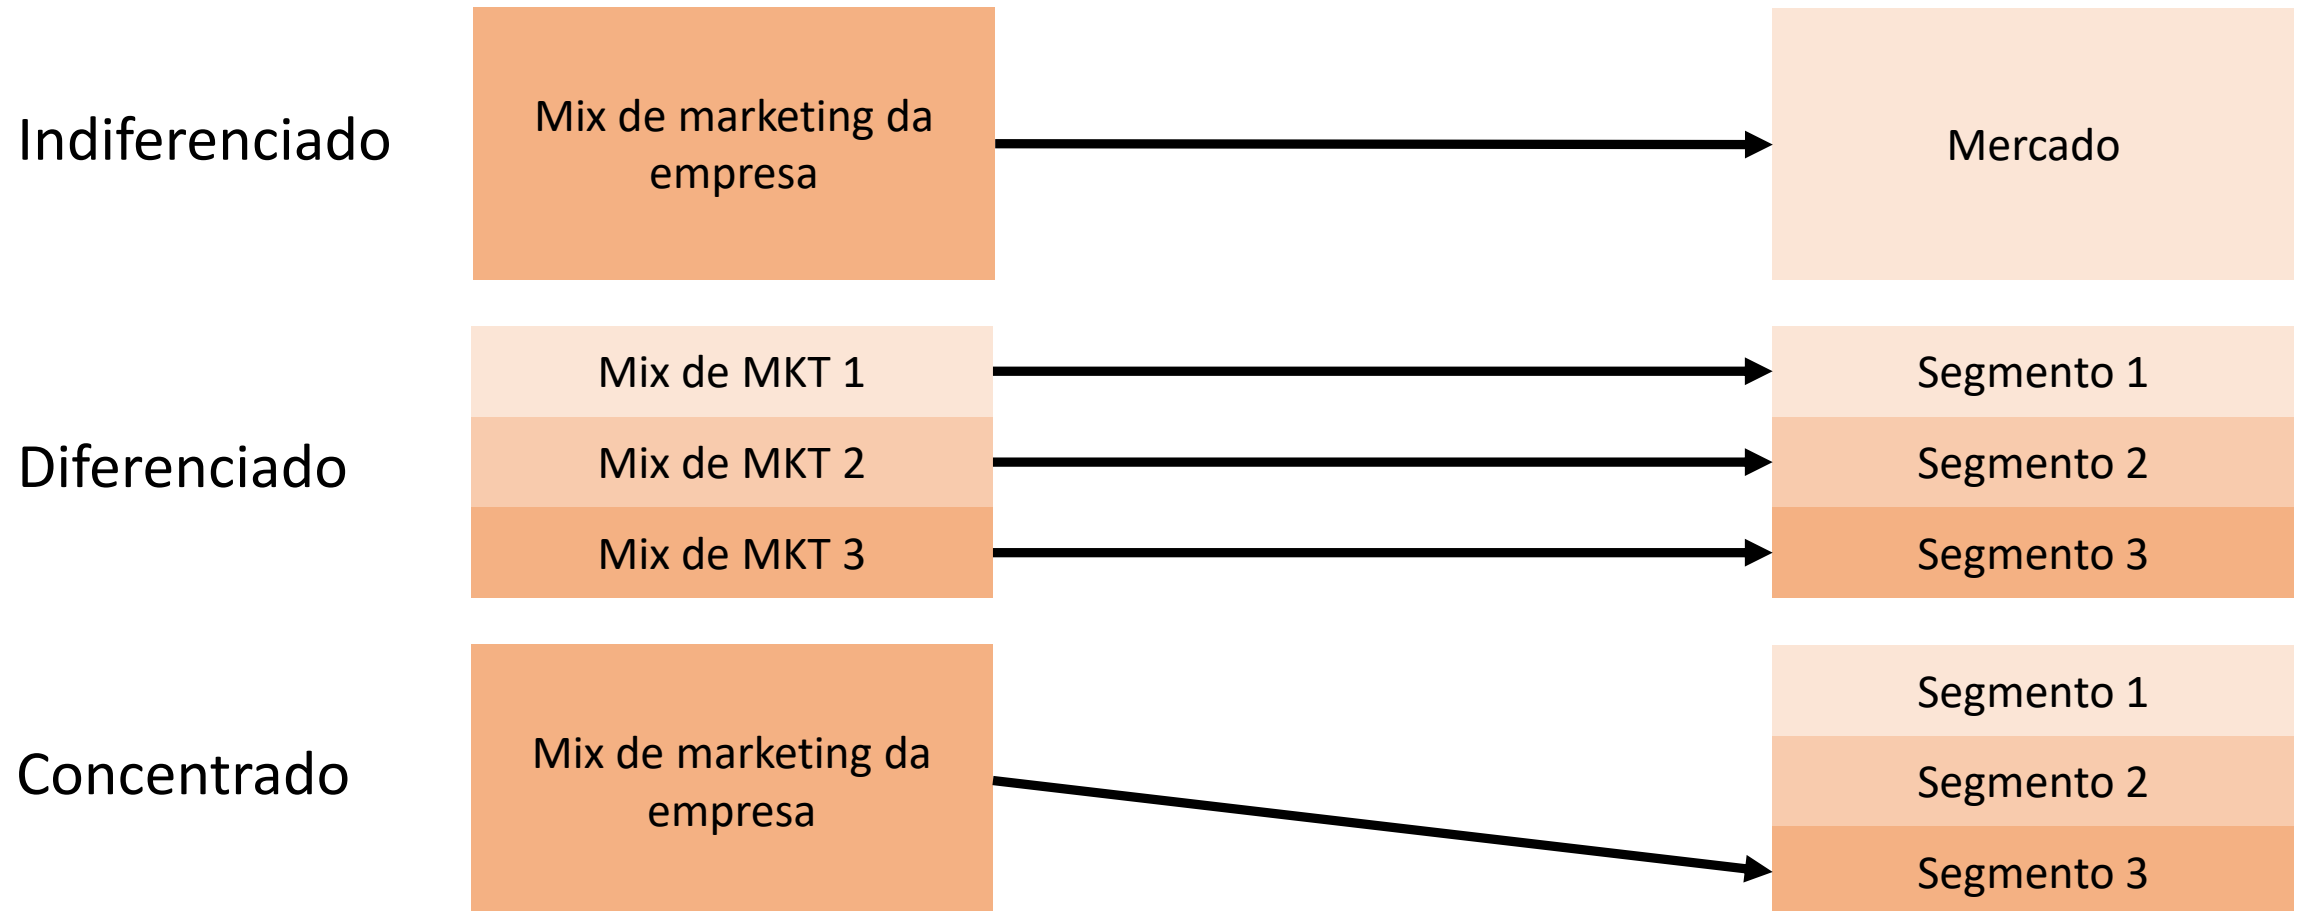 Indiferenciado
Mix de marketing da
empresa
Mercado
Diferenciado
Mix de MKT 1
Segmento 1
Mix de MKT 2
Segmento 2
Mix de MKT 3
Segmento 3
Concentrado
Mix de marketing da
empresa
Segmento 1
Segmento 2
Segmento 3